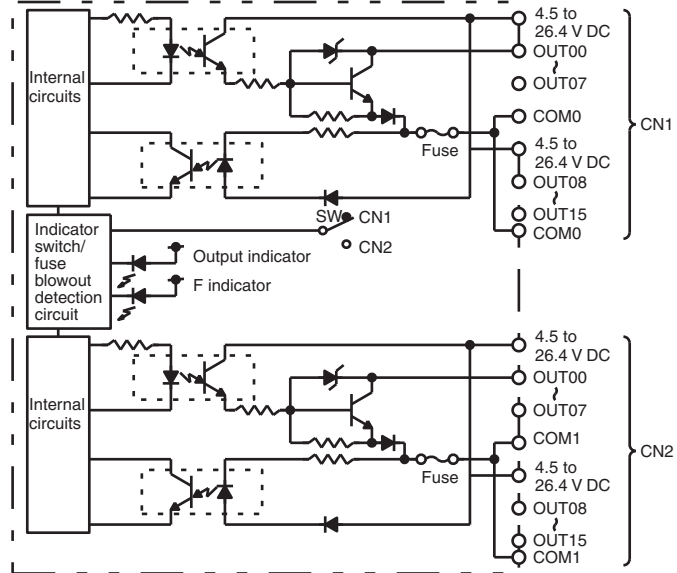 4.5 to
26.4 V DC
OUT00
OUT07
COM0
4.5 to
26.4 V DC
OUT08
OUT15
COM0
CN1
Internal
circuits
Fuse
SW
CN1
CN2
Indicator
switch/
fuse
blowout
detection
circuit
Output indicator
F indicator
4.5 to
26.4 V DC
OUT00
OUT07
COM1
4.5 to
26.4 V DC
OUT08
OUT15
COM1
CN2
Internal
circuits
Fuse